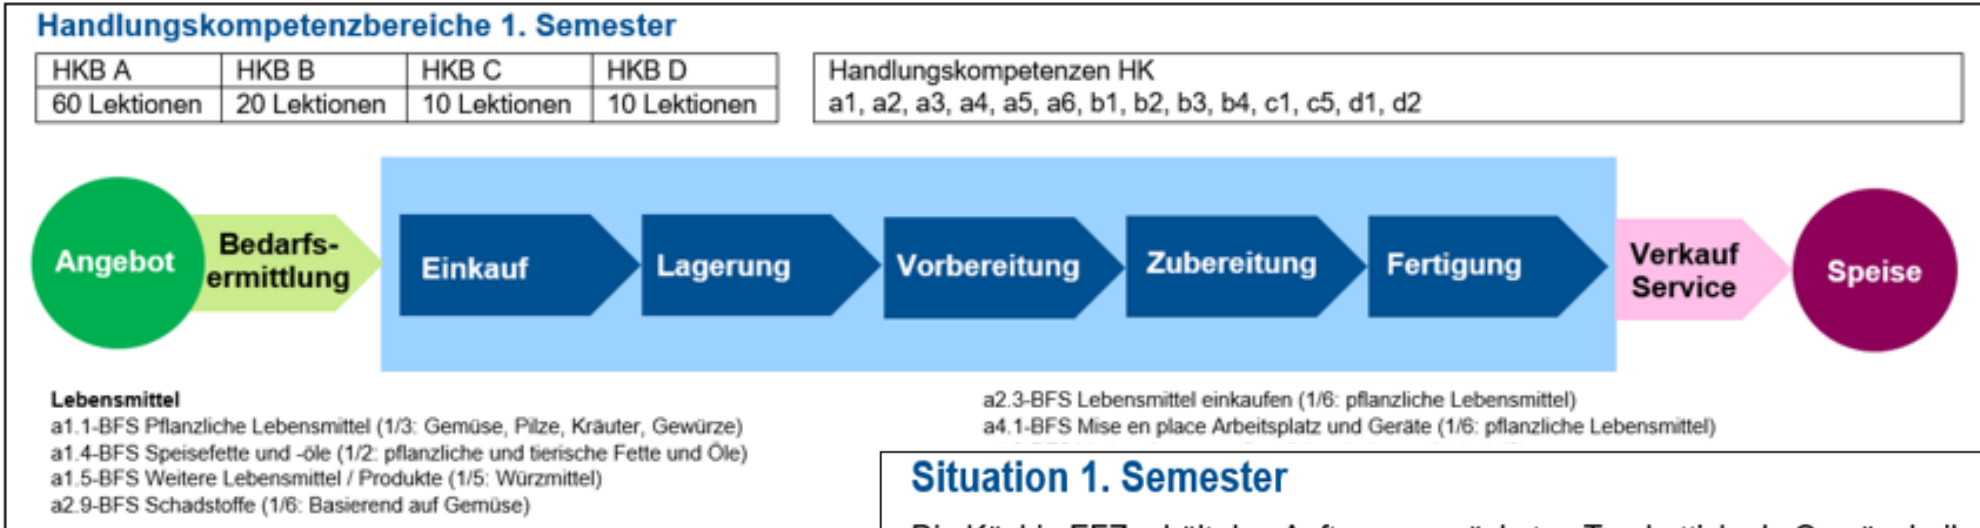 Handlungskompetenzbereiche 1. Semester
HKB A HKB B HKB C HKB D
60 Lektionen 20 Lektionen 10 Lektionen 10 Lektionen
Handlungskompetenzen HK
a1, a2, a3, a4, a5, a6, b1, b2, b3, b4, c1, c5, d1, d2
Angebot
Bedarfs-
ermittlung
Einkauf
Lagerung
Vorbereitung
Zubereitung
Fertigung
Verkauf
Service
Speise
Lebensmittel
a1.1-BFS Pflanzliche Lebensmittel (1/3: Gemüse, Pilze, Kräuter, Gewürze)
a1.4-BFS Speisefette und -öle (1/2: pflanzliche und tierische Fette und Öle)
a1.5-BFS Weitere Lebensmittel / Produkte (1/5: Würzmittel)
a2.9-BFS Schadstoffe (1/6: Basierend auf Gemüse)
a2.3-BFS Lebensmittel einkaufen (1/6: pflanzliche Lebensmittel)
a4.1-BFS Mise en place Arbeitsplatz und Geräte (1/6: pflanzliche Lebensmittel)
Situation 1. Semester